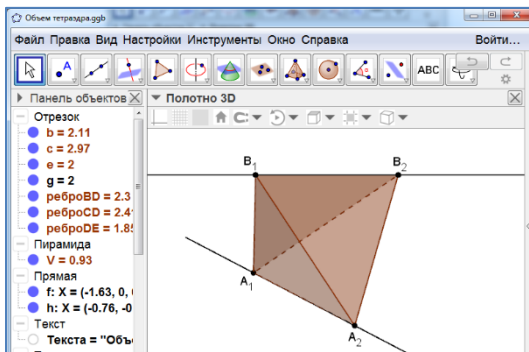 Объем тетраэдра.ggb
Файл Правка Вид Настройки Инструменты Окно Справка Войти...
ABC
Панель объектов
Полотно 3D
Отрезок
b = 2.11
c = 2.97
e = 2
g = 2
реброBD = 2.3
реброCD = 2.4
реброDE = 1.8
Пирамида
V = 0.93
Прямая
f: X = (-1.63, 0,
h: X = (-0.76, -0
Текст
Текстa = "Объ
B1
B2
A1
A2